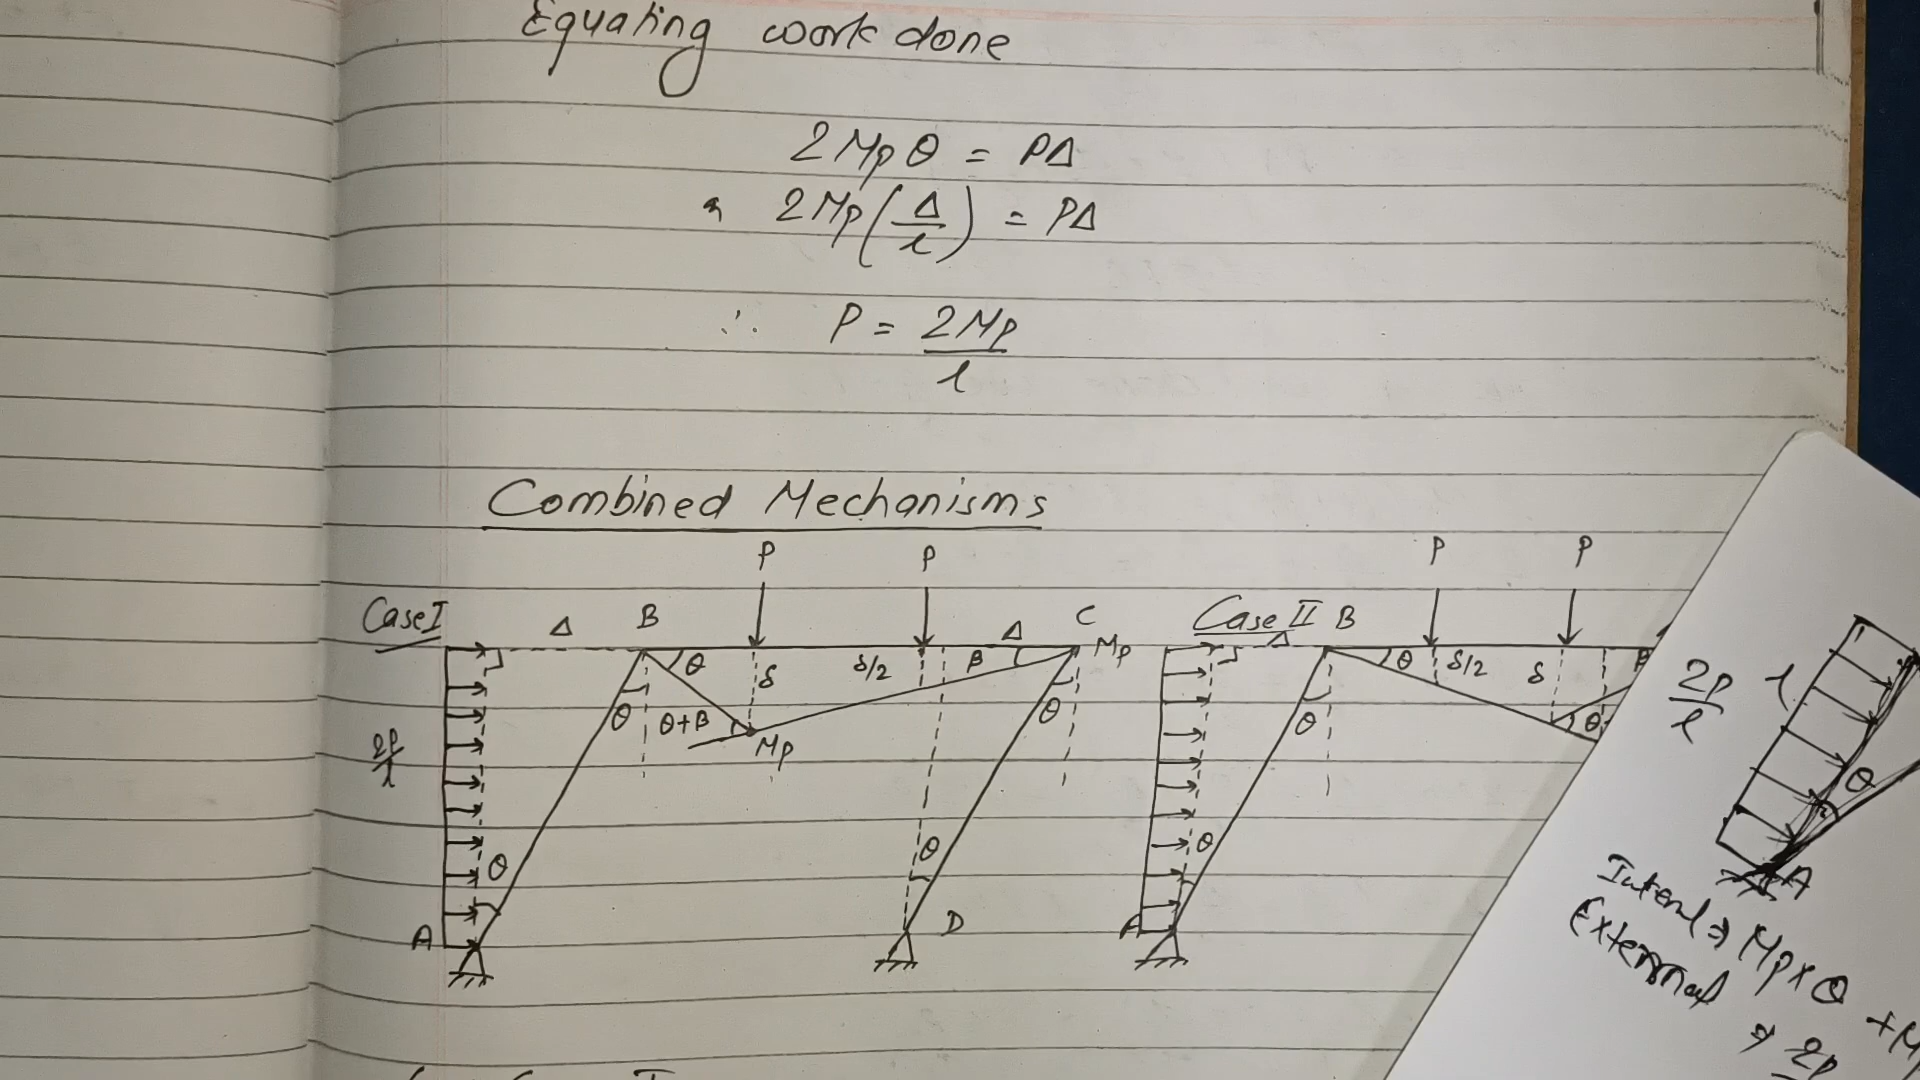 Equating work done
2MpΘ = PΔ
2Mp(Δ/l) = PΔ
∴ P = 2Mp/l
Combined Mechanisms
P P P P
Case I Δ B Δ C Mp Case II B Δ
θ δ δ/2 β θ δ/2 δ β
θ θ+β Mp θ θ θ
2P/l
θ θ θ
A D A
2P/l l
θ
A
Internal ⇒ Mp×θ + M
External
⇒ 2P